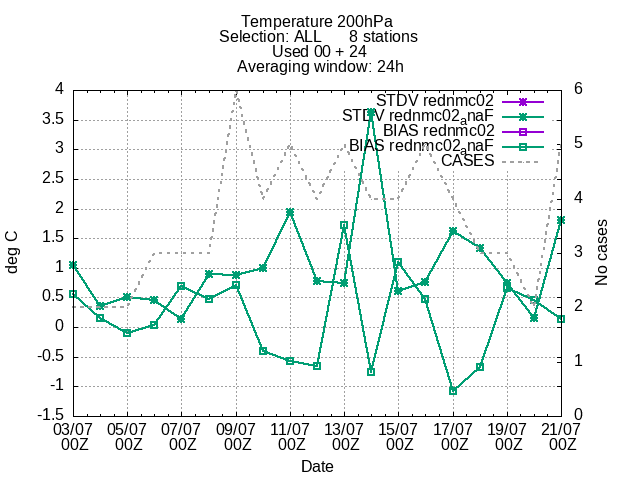 Temperature 200hPa
Selection: ALL 8 stations
Used 00 + 24
Averaging window: 24h
STDV rednmc02
STDV rednmc02anaF
BIAS rednmc02
BIAS rednmc02anaF
CASES
4
3.5
3
2.5
2
1.5
1
0.5
0
-0.5
-1
-1.5
deg C
6
5
4
3
2
1
0
No cases
03/07 05/07 07/07 09/07 11/07 13/07 15/07 17/07 19/07 21/07
00Z 00Z 00Z 00Z 00Z 00Z 00Z 00Z 00Z 00Z
Date